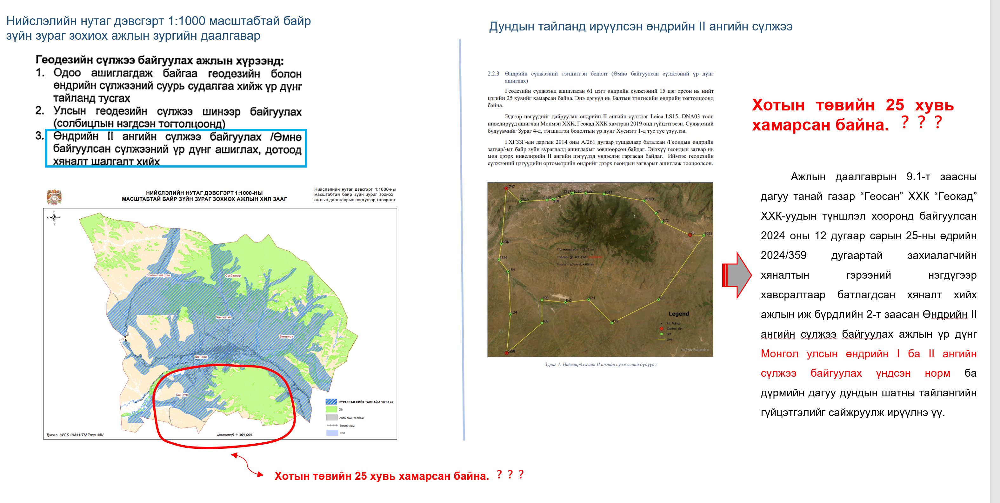 Нийслэлийн нутаг дэвсгэрт 1:1000 масштабтай байр
зүйн зураг зохиох ажлын зургийн даалгавар
Геодезийн сүлжээ байгуулах ажлын хүрээнд:
1. Одоо ашиглагдаж байгаа геодезийн болон
өндрийн сүлжээний суурь судалгаа хийж үр дүнг
тайланд тусгах
2. Улсын геодезийн сүлжээ шинээр байгуулах
(солбицлын нэгдсэн тогтолцоонд)
3. Өндрийн II ангийн сүлжээ байгуулах /Өмнө
байгуулсан сүлжээний үр дүнг ашиглах, дотоод
хяналт шалгалт хийх
НИЙСЛЭЛИЙН НУТАГ ДЭВСГЭРТ 1:1000-НЫ
МАСШТАБТАЙ БАЙР ЗҮЙН ЗУРАГ ЗОХИОХ АЖЛЫН ХИЛ ЗААГ
Нийслэлийн нутаг дэвсгэрт 1:1000-ны
масштабтай байр зүйн зураг зохиох
ажлын даалгаврын нэгдүгээр хавсралт
N
W E
S
Сонгинохайрхан
Сүхбаатар
Чингэлтэй
Баянзүрх
Баянгол
Хан-Уул
ЗУРАГЛАЛ ХИЙХ ТАЛБАЙ-153283 га
Ой
Авто зам, талбай
Төмөр зам
Гол
Тусгаг: WGS 1984 UTM Zone 48N
Масштаб 1: 360,000
Хотын төвийн 25 хувь хамарсан байна. ? ? ?
Дундын тайланд ирүүлсэн өндрийн II ангийн сүлжээ
2.2.3 Өндрийн сүлжээний тэгшитгэн бодолт (Өмнө байгуулсан сүлжээний үр дүнг
ашиглах)
Геодезийн сүлжээнд ашигласан 61 цэгт өндрийн сүлжээний 15 цэг орсон нь нийт
цэгийн 25 хувийг хамарсан байна. Энэ цэгүүд нь Балтын тэнгисийн өндрийн тогтолцоонд
байна.
Эдгээр цэгүүдийг дайруулан өндрийн II ангийн сүлжээг Leica LS15, DNA03 тоон
нивелирууд ашиглан Монмэп ХХК, Геокад ХХК хамтран 2019 онд гүйцэтгэсэн. Сүлжээний
бүдүүвчийг Зураг 4-д, тэгшитгэн бодолтын үр дүнг Хүснэгт 1-д тус тус үзүүлэв.
ГХГЗЗГ-ын даргын 2014 оны А/261 дугаар тушаалаар баталсан /Геоидын өндрийн
загвар/-ыг байр зүйн зураглалд ашиглахыг зөвшөөрсөн байдаг. Энэхүү геоидын загвар нь
мөн дээрх нивелирийн II ангийн цэгүүдэд үндэслэн гаргасан байдаг. Иймээс геодезийн
сүлжээний цэгүүдийн ортометрийн өндрийг дээрх геоидын загварыг ашиглаж тооцоолсон.
1747
2329
9145
178
318
3317
1010
Zais
1011
HULD
24
572
25
5025
DONI
2324
154
124
490
542
524
511
469
479
1598
Полигоны урт: 192.12 км
Legend
All_Points
Control_BM
BM
Line
Зураг 4: Нивелирдлэгийн II ангийн сүлжээний бүдүүвч
Хотын төвийн 25 хувь
хамарсан байна. ? ? ?
Ажлын даалгаврын 9.1-т заасны
дагуу танай газар “Геосан” ХХК “Геокад”
ХХК-уудын түншлэл хооронд байгуулсан
2024 оны 12 дугаар сарын 25-ны өдрийн
2024/359 дугаартай захиалагчийн
хяналтын гэрээний нэгдүгээр
хавсралтаар батлагдсан хяналт хийх
ажлын иж бүрдлийн 2-т заасан Өндрийн II
ангийн сүлжээ байгуулах ажлын үр дүнг
Монгол улсын өндрийн I ба II ангийн
сүлжээ байгуулах үндсэн норм ба
дүрмийн дагуу дундын шатны тайлангийн
гүйцэтгэлийг сайжруулж ирүүлнэ үү.